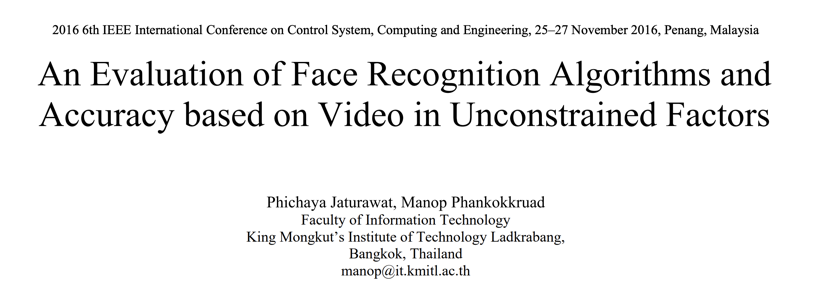 2016 6th IEEE International Conference on Control System, Computing and Engineering, 25–27 November 2016, Penang, Malaysia
An Evaluation of Face Recognition Algorithms and
Accuracy based on Video in Unconstrained Factors
Phichaya Jaturawat, Manop Phankokkruad
Faculty of Information Technology
King Mongkut's Institute of Technology Ladkrabang,
Bangkok, Thailand
manop@it.kmitl.ac.th